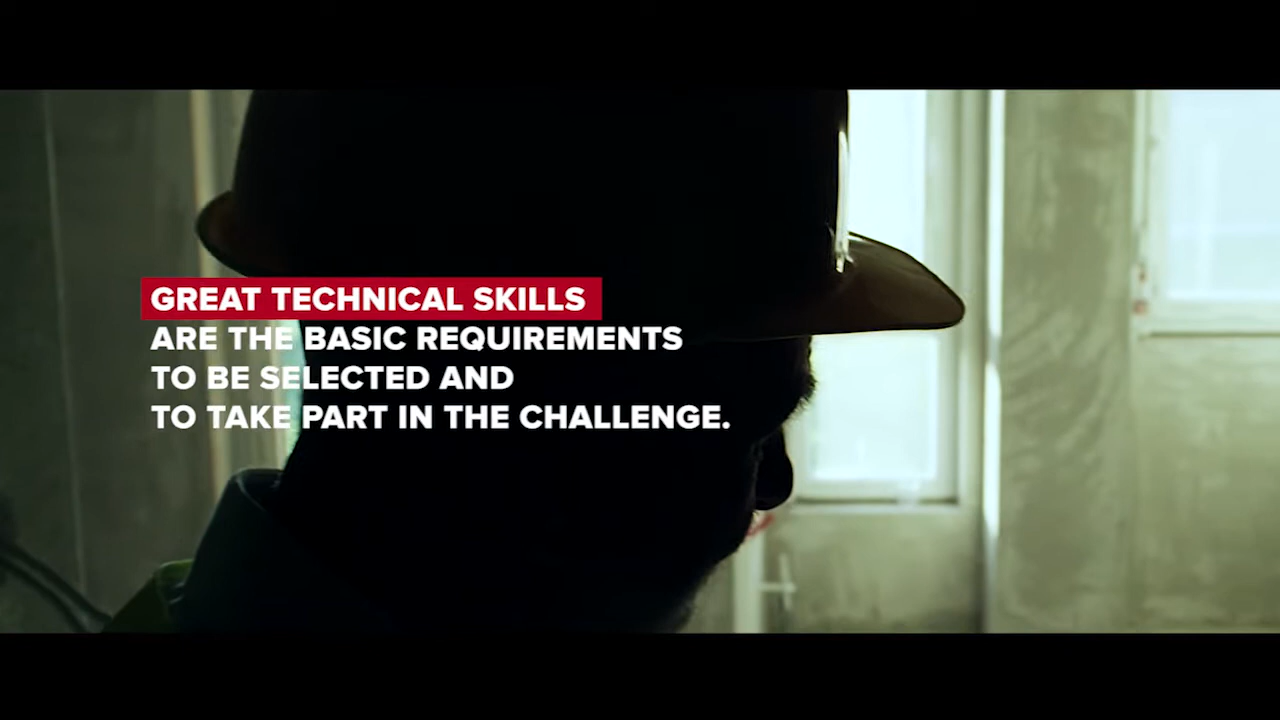 GREAT TECHNICAL SKILLS
ARE THE BASIC REQUIREMENTS
TO BE SELECTED AND
TO TAKE PART IN THE CHALLENGE.